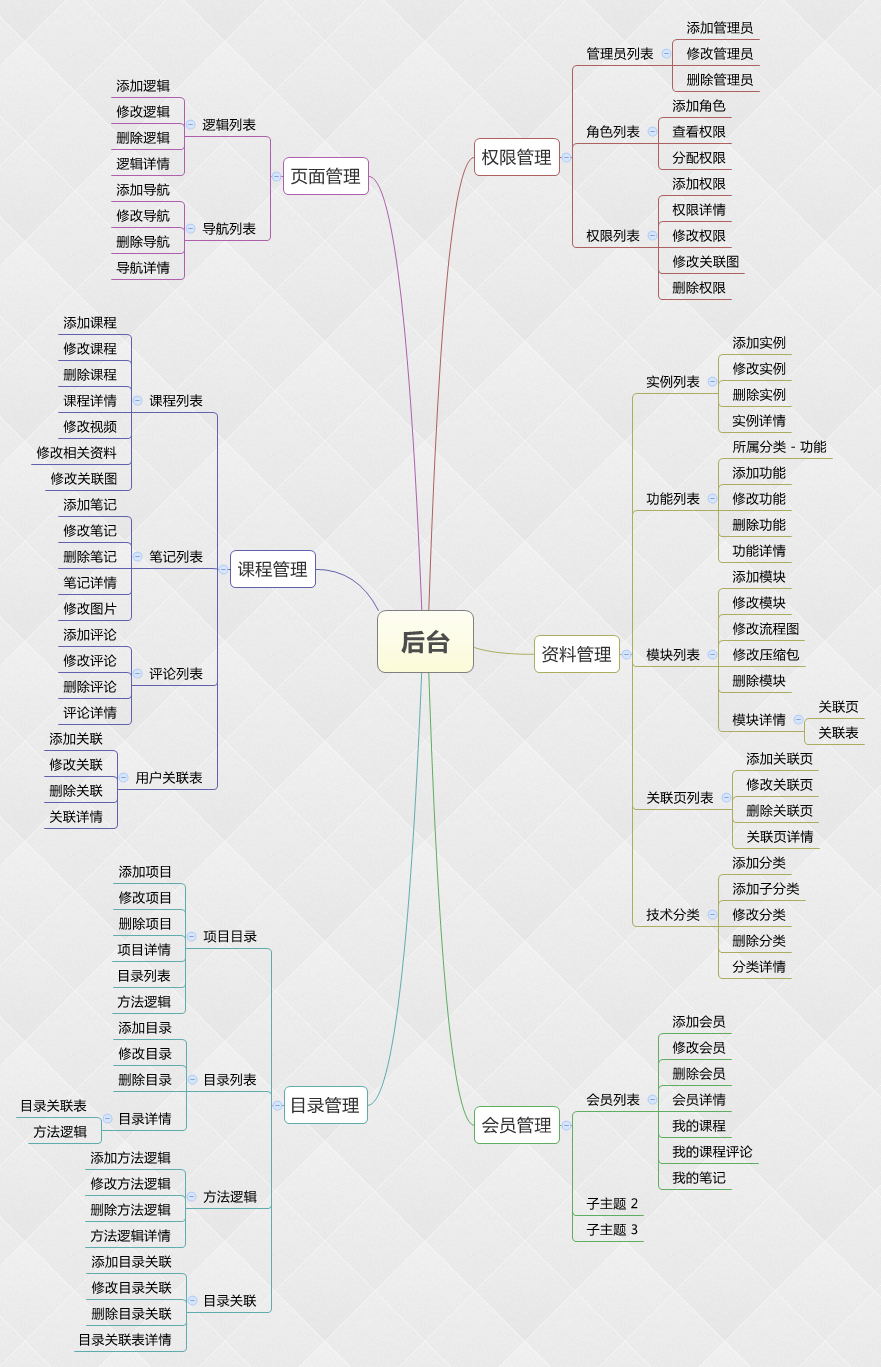 后台
权限管理
管理员列表
添加管理员
修改管理员
删除管理员
角色列表
添加角色
查看权限
分配权限
权限列表
添加权限
权限详情
修改权限
修改关联图
删除权限
资料管理
实例列表
添加实例
修改实例
删除实例
实例详情
功能列表
所属分类 - 功能
添加功能
修改功能
删除功能
功能详情
模块列表
添加模块
修改模块
修改流程图
修改压缩包
删除模块
模块详情
关联页
关联表
关联页列表
添加关联页
修改关联页
删除关联页
关联页详情
技术分类
添加分类
添加子分类
修改分类
删除分类
分类详情
会员管理
会员列表
添加会员
修改会员
删除会员
会员详情
我的课程
我的课程评论
我的笔记
子主题 2
子主题 3
页面管理
逻辑列表
添加逻辑
修改逻辑
删除逻辑
逻辑详情
导航列表
添加导航
修改导航
删除导航
导航详情
课程管理
课程列表
添加课程
修改课程
删除课程
课程详情
修改视频
修改相关资料
修改关联图
笔记列表
添加笔记
修改笔记
删除笔记
笔记详情
修改图片
评论列表
添加评论
修改评论
删除评论
评论详情
用户关联表
添加关联
修改关联
删除关联
关联详情
目录管理
项目目录
添加项目
修改项目
删除项目
项目详情
目录列表
方法逻辑
目录列表
添加目录
修改目录
删除目录
目录详情
目录关联表
方法逻辑
方法逻辑
添加方法逻辑
修改方法逻辑
删除方法逻辑
方法逻辑详情
目录关联
添加目录关联
修改目录关联
删除目录关联
目录关联表详情